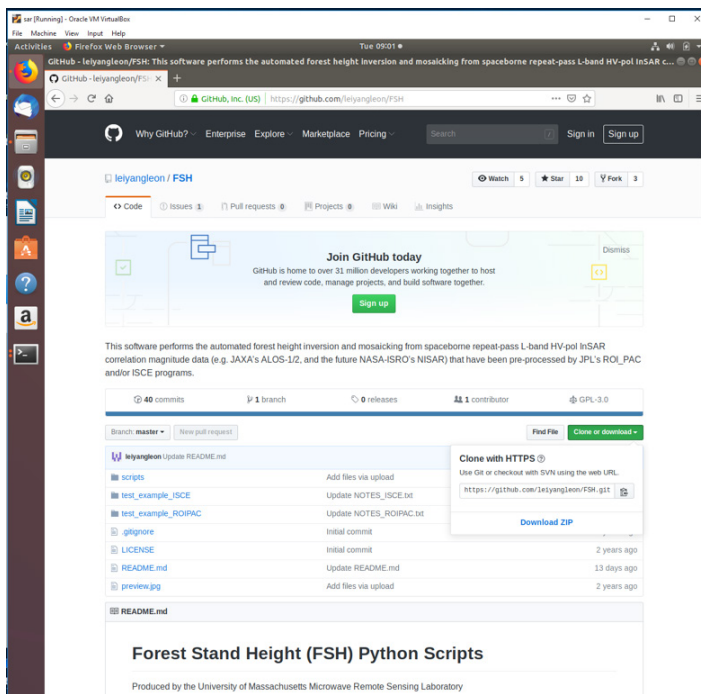 sar [Running] - Oracle VM VirtualBox
File Machine View Input Help
Activities Firefox Web Browser Tue 09:01
GitHub - leiyangleon/FSH: This software performs the automated forest height inversion and mosaicking from spaceborne repeat-pass L-band HV-pol InSAR c...
GitHub - leiyangleon/FS
GitHub, Inc. (US) https://github.com/leiyangleon/FSH
Why GitHub? Enterprise Explore Marketplace Pricing Search / Sign in Sign up
leiyangleon / FSH Watch 5 Star 10 Fork 3
Code Issues 1 Pull requests 0 Projects 0 Wiki Insights
Join GitHub today Dismiss
GitHub is home to over 31 million developers working together to host
and review code, manage projects, and build software together.
Sign up
This software performs the automated forest height inversion and mosaicking from spaceborne repeat-pass L-band HV-pol InSAR
correlation magnitude data (e.g. JAXA's ALOS-1/2, and the future NASA-ISRO's NISAR) that have been pre-processed by JPL's ROI_PAC
and/or ISCE programs.
40 commits 1 branch 0 releases 1 contributor GPL-3.0
Branch: master New pull request Find File Clone or download
leiyangleon Update README.md
Clone with HTTPS
Use Git or checkout with SVN using the web URL.
https://github.com/leiyangleon/FSH.git
Download ZIP
scripts Add files via upload
test_example_ISCE Update NOTES_ISCE.txt
test_example_ROIPAC Update NOTES_ROIPAC.txt
.gitignore Initial commit
LICENSE Initial commit 2 years ago
README.md Update README.md 13 days ago
preview.jpg Add files via upload 2 years ago
README.md
Forest Stand Height (FSH) Python Scripts
Produced by the University of Massachusetts Microwave Remote Sensing Laboratory